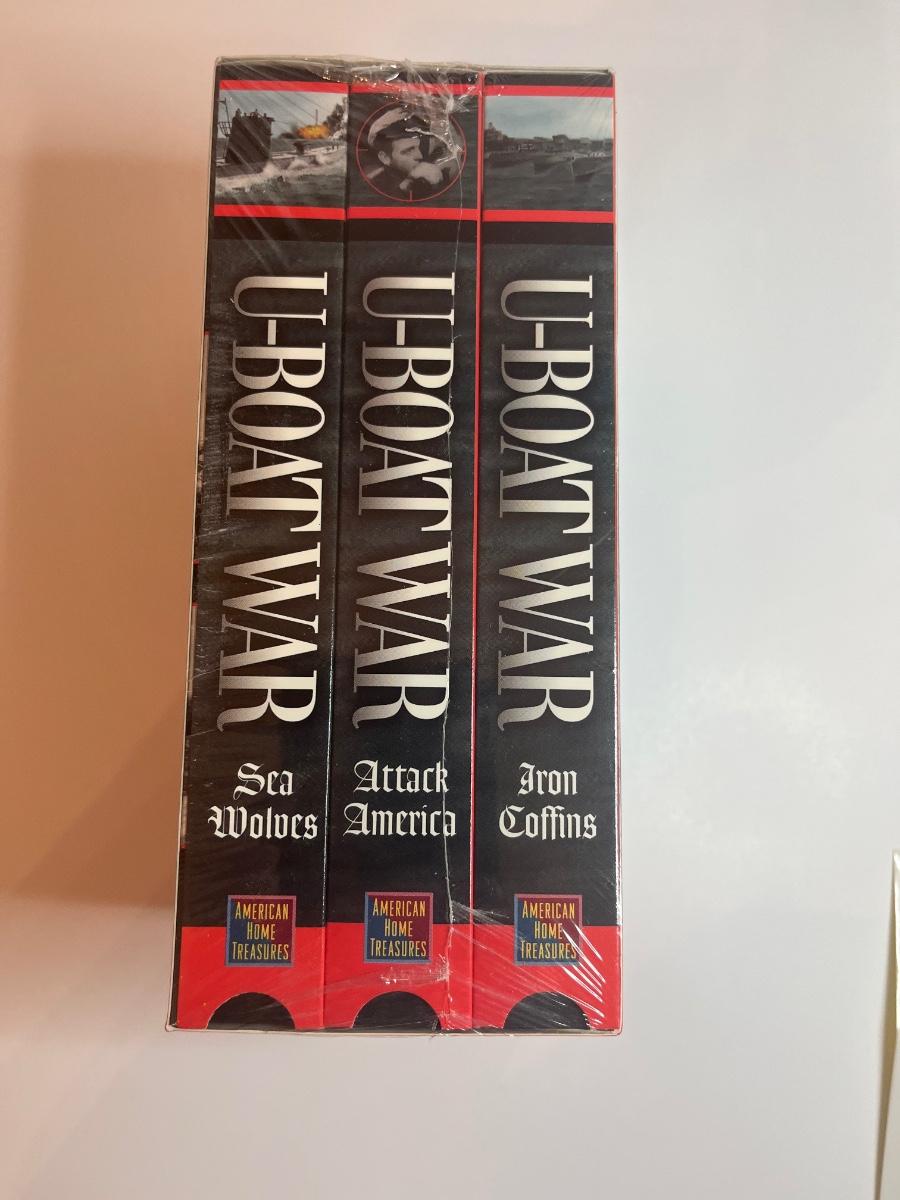 U-BOAT WAR
Sea
Wolves
AMERICAN
HOME
TREASURES
U-BOAT WAR
Attack
America
AMERICAN
HOME
TREASURES
U-BOAT WAR
Iron
Coffins
AMERICAN
HOME
TREASURES